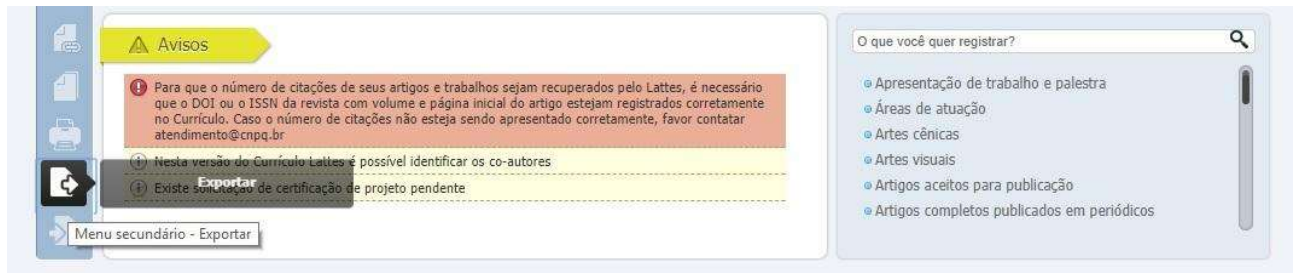 Avisos
Para que o número de citações de seus artigos e trabalhos sejam recuperados pelo Lattes, é necessário
que o DOI ou o ISSN da revista com volume e página inicial do artigo estejam registrados corretamente
no Currículo. Caso o número de citações não esteja sendo apresentado corretamente, favor contatar
atendimento@cnpq.br
Nesta versão do Currículo Lattes é possível identificar os co-autores
Existe solicitação de certificação de projeto pendente
Exportar
Menu secundário - Exportar
O que você quer registrar?
Apresentação de trabalho e palestra
Áreas de atuação
Artes cênicas
Artes visuais
Artigos aceitos para publicação
Artigos completos publicados em periódicos